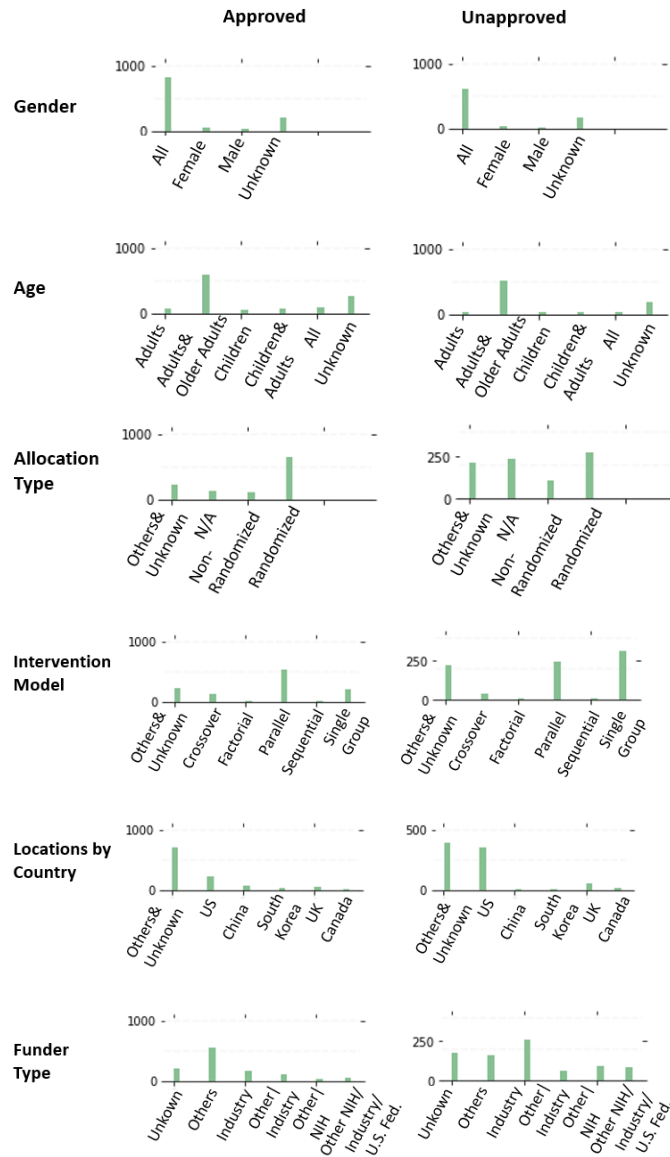 Approved Unapproved
Gender
1000
0
All
Female
Male
Unknown
1000
0
All
Female
Male
Unknown
Age
1000
0
Adults
Adults&
Older Adults
Children
Children&
Adults
All
Unknown
1000
0
Adults
Adults&
Older Adults
Children
Children&
Adults
All
Unknown
Allocation
Type
1000
0
Others&
Unknown
N/A
Non-
Randomized
Randomized
250
0
Others&
Unknown
N/A
Non-
Randomized
Randomized
Intervention
Model
1000
0
Others&
Unknown
Crossover
Factorial
Parallel
Sequential
Single
Group
250
0
Others&
Unknown
Crossover
Factorial
Parallel
Sequential
Single
Group
Locations by
Country
1000
0
Others&
Unknown
US
China
South
Korea
UK
Canada
500
0
Others&
Unknown
US
China
South
Korea
UK
Canada
Funder
Type
1000
0
Unkown
Others
Industry
Other|
Indistry
Other|
NIH
Other NIH/
Industry/
U.S. Fed.
250
0
Unkown
Others
Industry
Other|
Indistry
Other|
NIH
Other NIH/
Industry/
U.S. Fed.